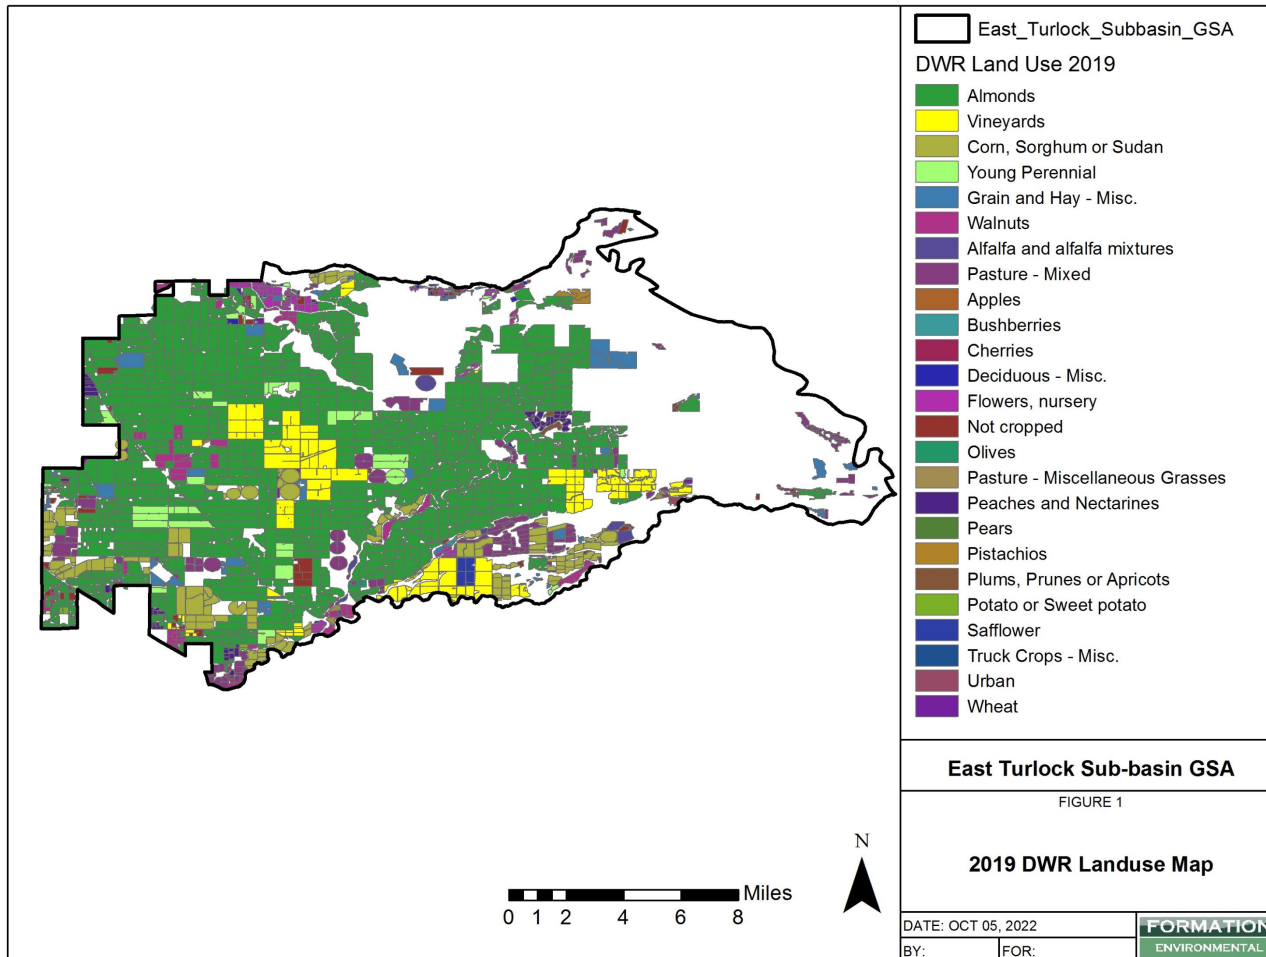 East_Turlock_Subbasin_GSA
DWR Land Use 2019
Almonds
Vineyards
Corn, Sorghum or Sudan
Young Perennial
Grain and Hay - Misc.
Walnuts
Alfalfa and alfalfa mixtures
Pasture - Mixed
Apples
Bushberries
Cherries
Deciduous - Misc.
Flowers, nursery
Not cropped
Olives
Pasture - Miscellaneous Grasses
Peaches and Nectarines
Pears
Pistachios
Plums, Prunes or Apricots
Potato or Sweet potato
Safflower
Truck Crops - Misc.
Urban
Wheat
East Turlock Sub-basin GSA
FIGURE 1
2019 DWR Landuse Map
N
Miles
0 1 2 4 6 8
DATE: OCT 05, 2022
BY: FOR:
FORMATION
ENVIRONMENTAL